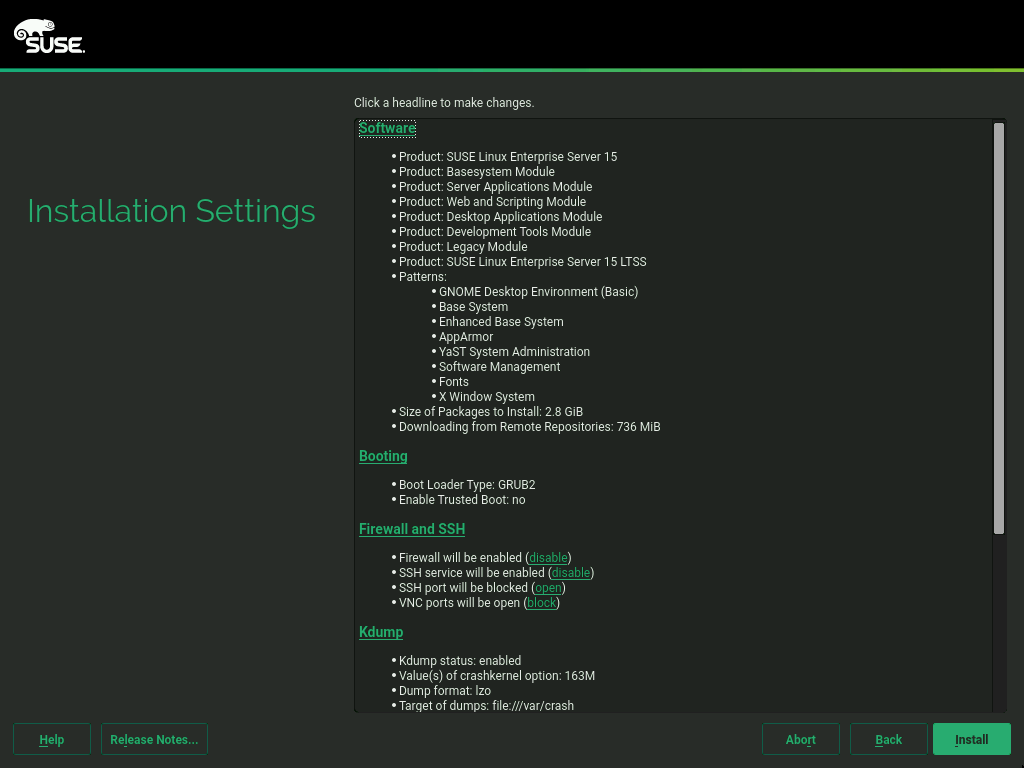 SUSE.
Click a headline to make changes.
Installation Settings
Software
• Product: SUSE Linux Enterprise Server 15
• Product: Basesystem Module
• Product: Server Applications Module
• Product: Web and Scripting Module
• Product: Desktop Applications Module
• Product: Development Tools Module
• Product: Legacy Module
• Product: SUSE Linux Enterprise Server 15 LTSS
• Patterns:
• GNOME Desktop Environment (Basic)
• Base System
• Enhanced Base System
• AppArmor
• YaST System Administration
• Software Management
• Fonts
• X Window System
• Size of Packages to Install: 2.8 GiB
• Downloading from Remote Repositories: 736 MiB
Booting
• Boot Loader Type: GRUB2
• Enable Trusted Boot: no
Firewall and SSH
• Firewall will be enabled (disable)
• SSH service will be enabled (disable)
• SSH port will be blocked (open)
• VNC ports will be open (block)
Kdump
• Kdump status: enabled
• Value(s) of crashkernel option: 163M
• Dump format: lzo
• Target of dumps: file:///var/crash
Help Release Notes... Abort Back Install